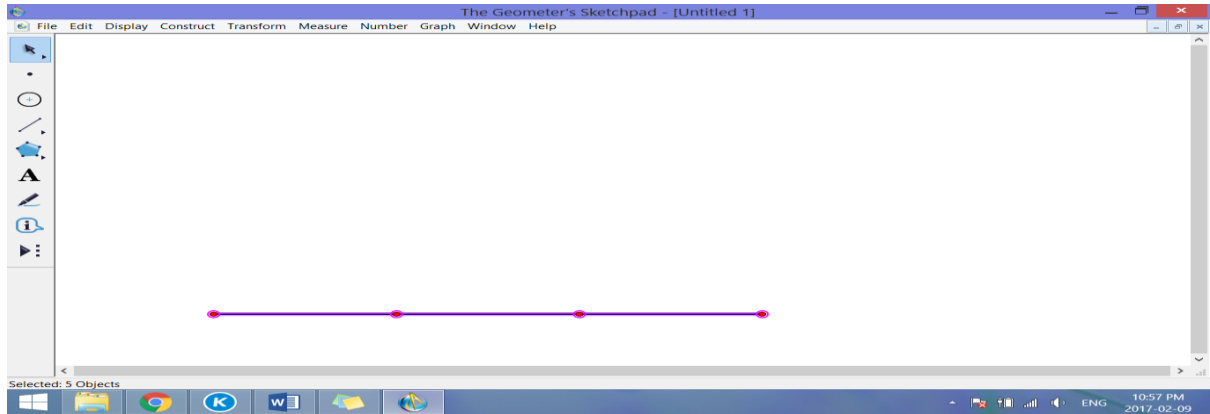 The Geometer's Sketchpad - [Untitled 1]
File Edit Display Construct Transform Measure Number Graph Window Help
A
i
Selected: 5 Objects
K
W
ENG
10:57 PM
2017-02-09